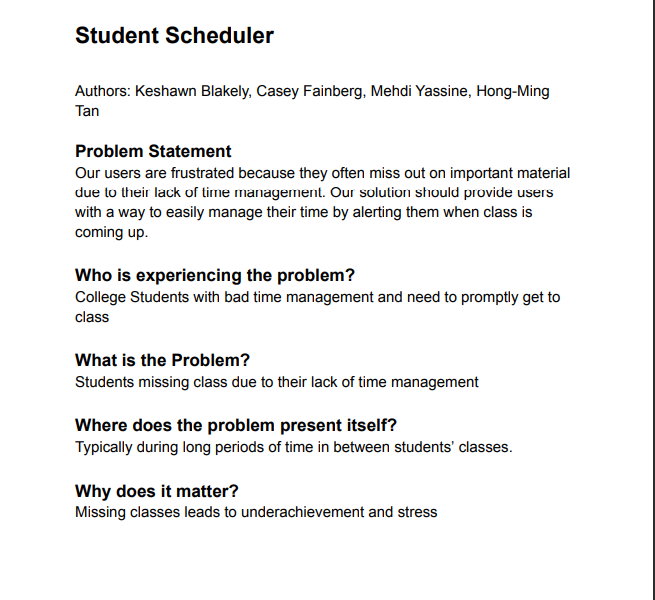 Student Scheduler
Authors: Keshawn Blakely, Casey Fainberg, Mehdi Yassine, Hong-Ming
Tan
Problem Statement
Our users are frustrated because they often miss out on important material
due to their lack of time management. Our solution should provide users
with a way to easily manage their time by alerting them when class is
coming up.
Who is experiencing the problem?
College Students with bad time management and need to promptly get to
class
What is the Problem?
Students missing class due to their lack of time management
Where does the problem present itself?
Typically during long periods of time in between students’ classes.
Why does it matter?
Missing classes leads to underachievement and stress